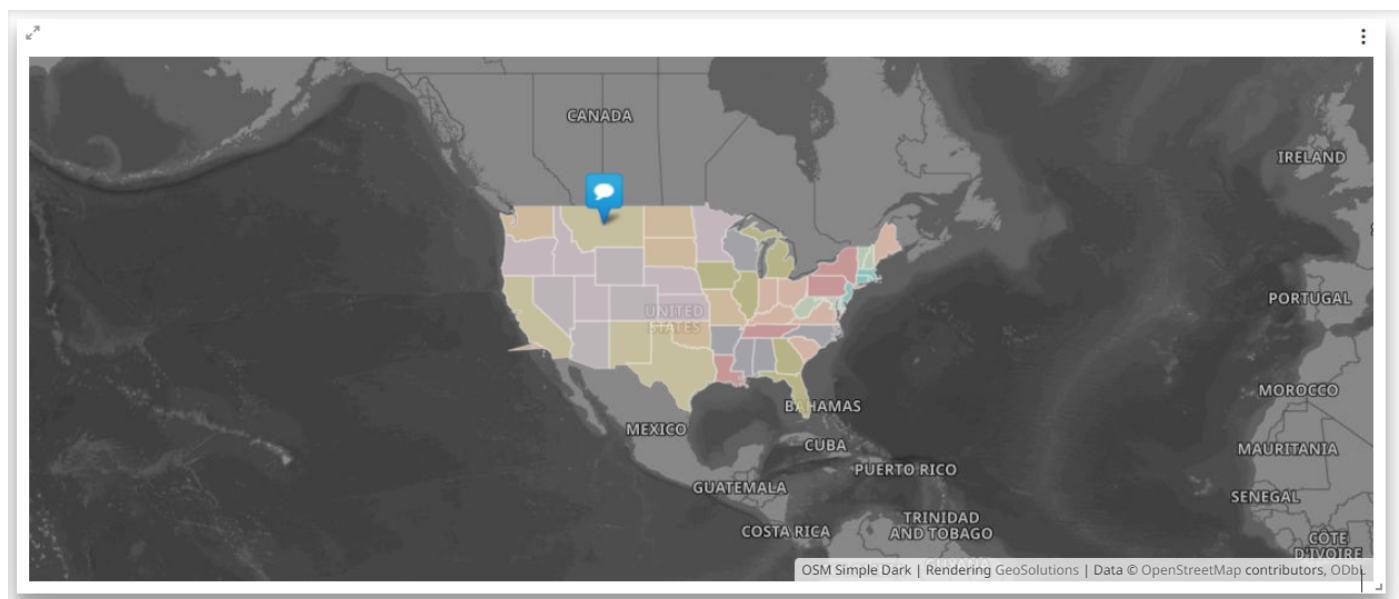 CANADA
IRELAND
UNITED
STATES
PORTUGAL
MOROCCO
BAHAMAS
MEXICO
CUBA
MAURITANIA
PUERTO RICO
GUATEMALA
SENEGAL
TRINIDAD
AND TOBAGO
COSTA RICA
CÔTE
D'IVOIRE
OSM Simple Dark | Rendering GeoSolutions | Data © OpenStreetMap contributors, ODbL